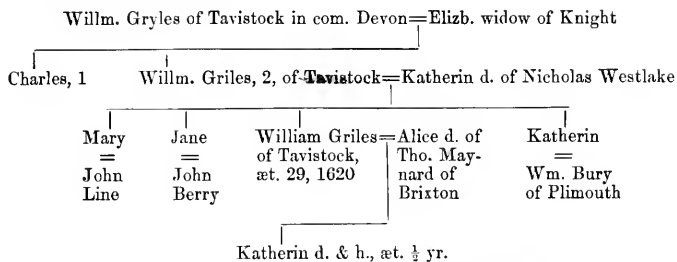 Willm. Gryles of Tavistock in com. Devon=Elizb. widow of Knight
Charles, 1 Willm. Griles, 2, of Tavistock=Katherin d. of Nicholas Westlake
Mary Jane William Griles=Alice d. of Katherin
= = of Tavistock, Tho. May- =
John John æt. 29, 1620 nard of Wm. Bury
Line Berry Brixton of Plimouth
Katherin d. & h., æt. ½ yr.